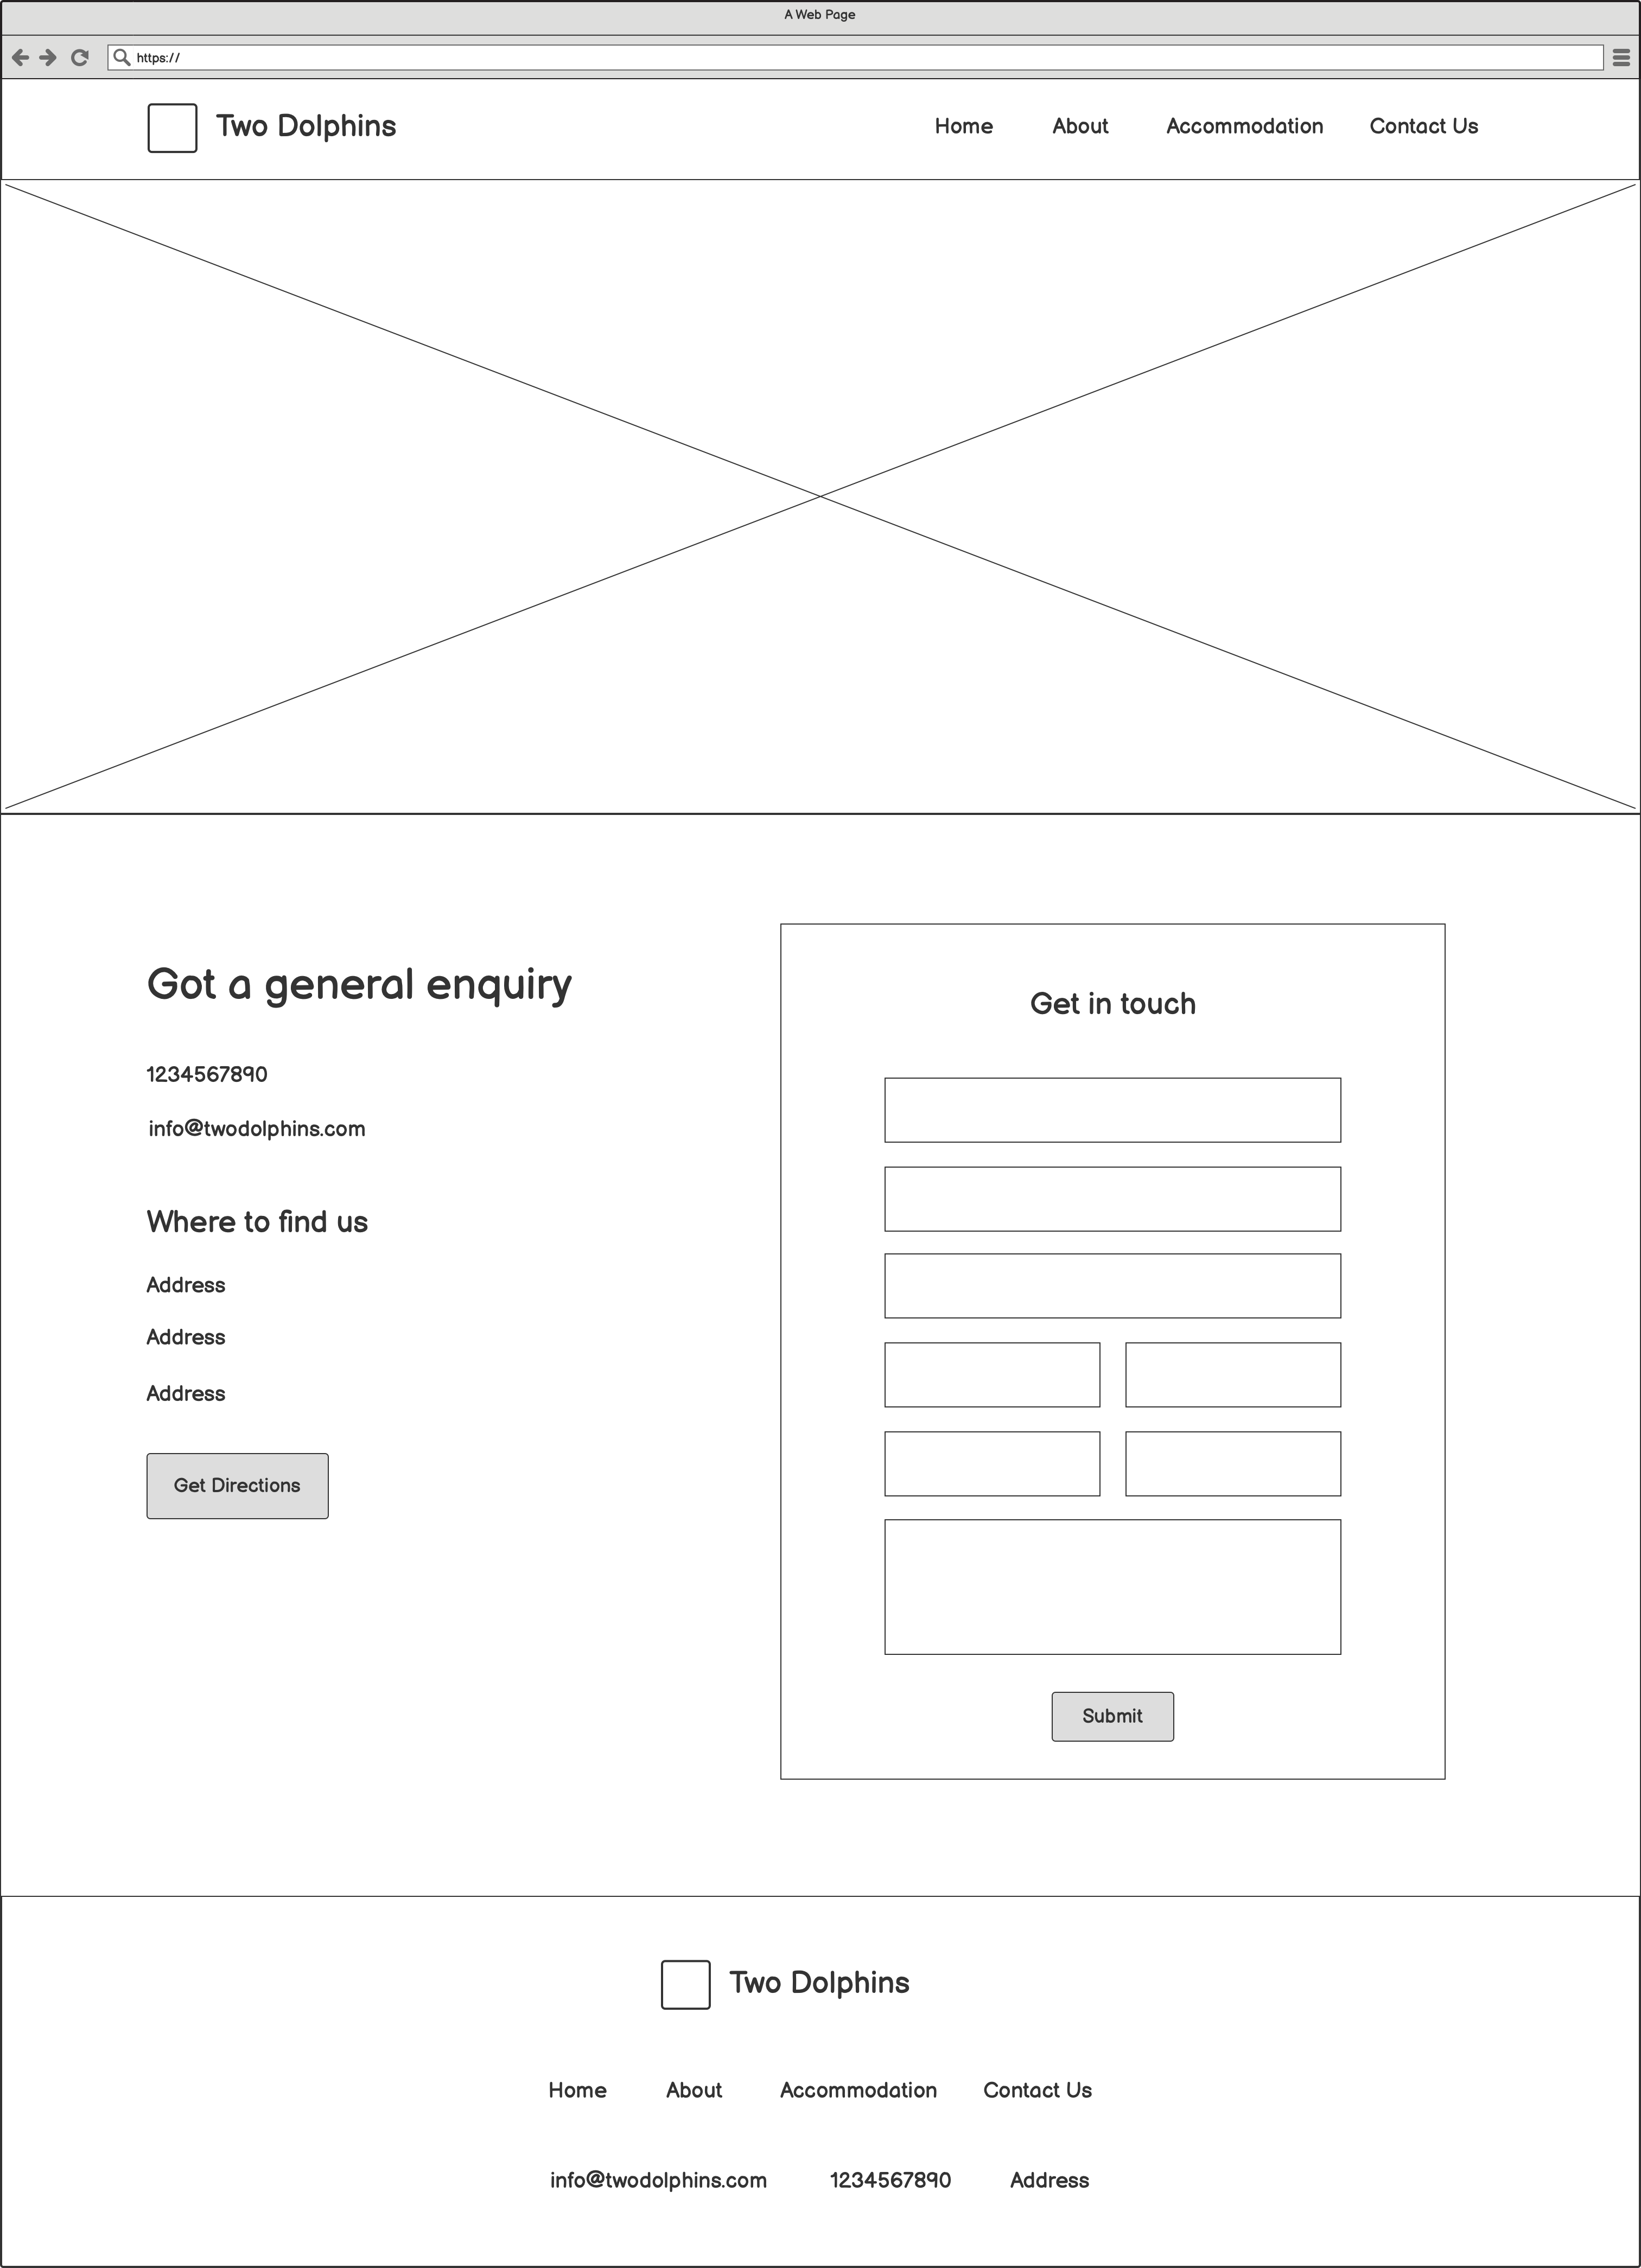 A Web Page
https://
Two Dolphins
Home About Accommodation Contact Us
Got a general enquiry
1234567890
info@twodolphins.com
Where to find us
Address
Address
Address
Get Directions
Get in touch
Submit
Two Dolphins
Home About Accommodation Contact Us
info@twodolphins.com 1234567890 Address